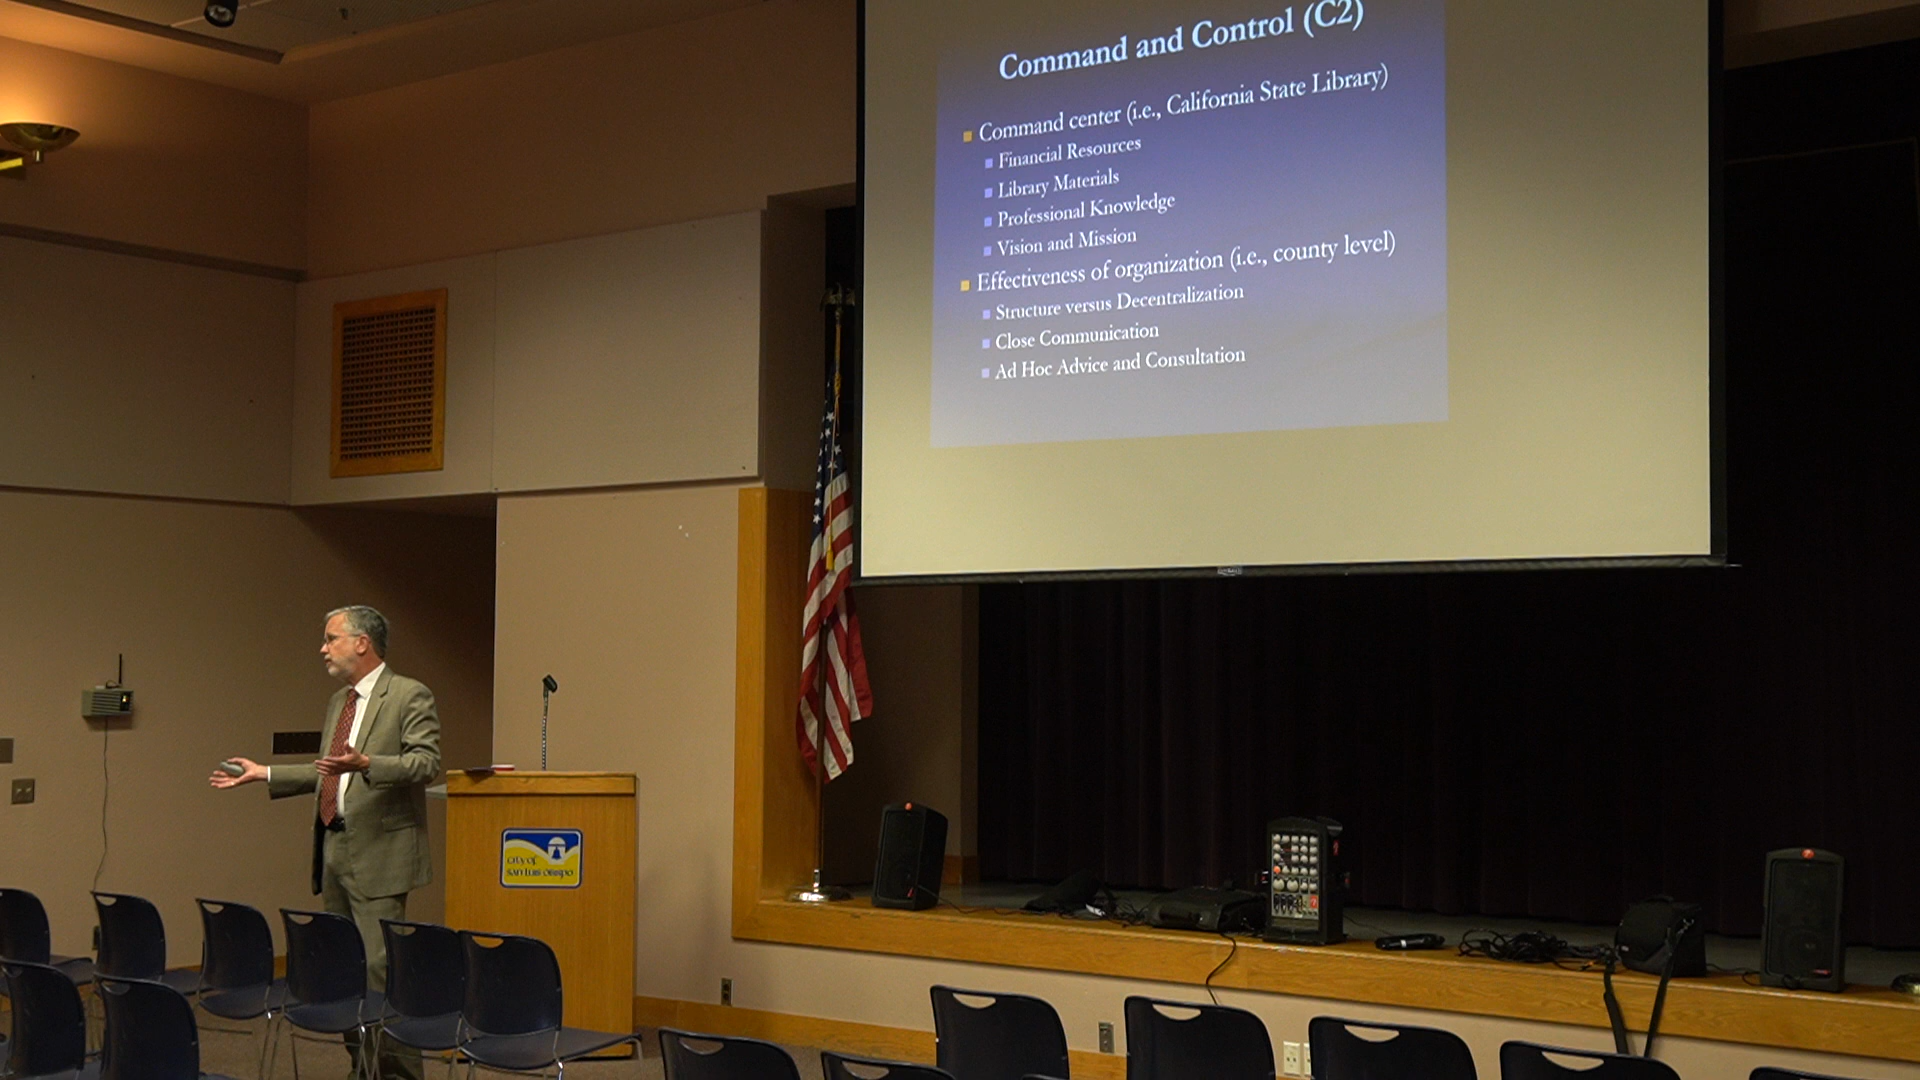 Command and Control (C2)
Command center (i.e., California State Library)
Financial Resources
Library Materials
Professional Knowledge
Vision and Mission
Effectiveness of organization (i.e., county level)
Structure versus Decentralization
Close Communication
Ad Hoc Advice and Consultation
city of
san luis obispo